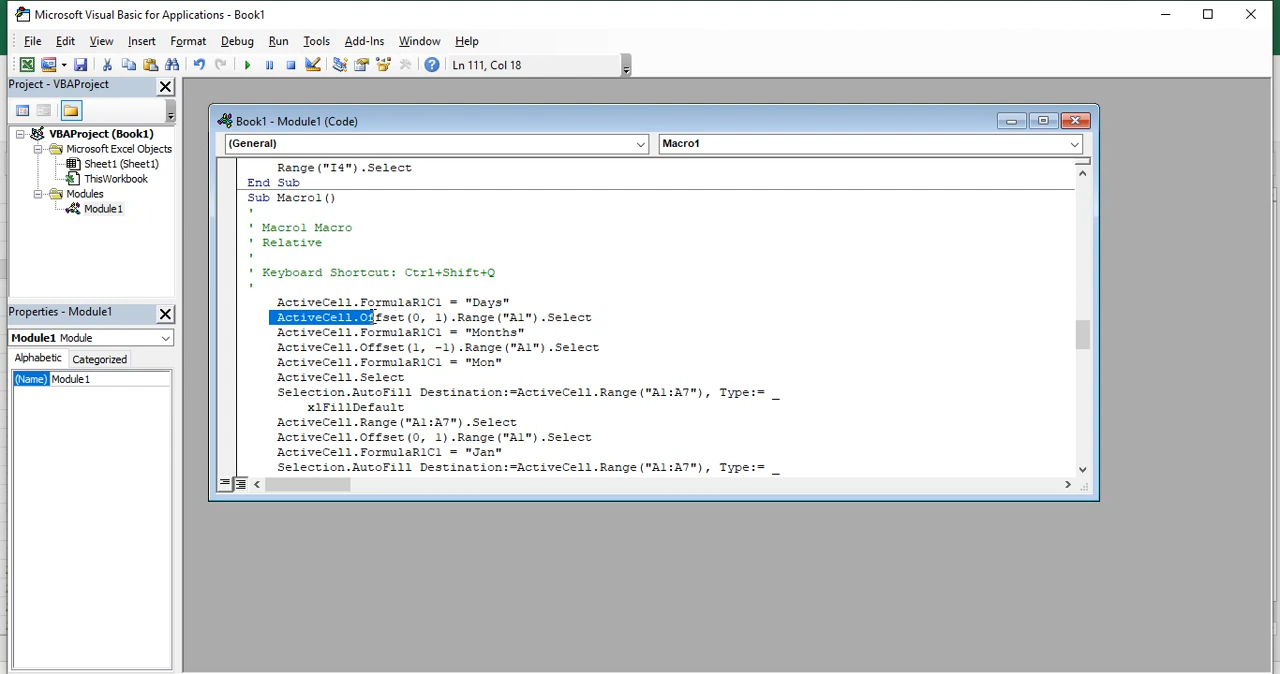 Microsoft Visual Basic for Applications - Book1
File Edit View Insert Format Debug Run Tools Add-Ins Window Help
Ln 111, Col 18
Project - VBAProject
VBAProject (Book1)
Microsoft Excel Objects
Sheet1 (Sheet1)
ThisWorkbook
Modules
Module1
Properties - Module1
Module1 Module
Alphabetic Categorized
(Name) Module1
Book1 - Module1 (Code)
(General) Macro1
Range("I4").Select
End Sub
Sub Macro1()
'
' Macro1 Macro
' Relative
'
' Keyboard Shortcut: Ctrl+Shift+Q
'
ActiveCell.FormulaR1C1 = "Days"
ActiveCell.Offset(0, 1).Range("A1").Select
ActiveCell.FormulaR1C1 = "Months"
ActiveCell.Offset(1, -1).Range("A1").Select
ActiveCell.FormulaR1C1 = "Mon"
ActiveCell.Select
Selection.AutoFill Destination:=ActiveCell.Range("A1:A7"), Type:= _
xlFillDefault
ActiveCell.Range("A1:A7").Select
ActiveCell.Offset(0, 1).Range("A1").Select
ActiveCell.FormulaR1C1 = "Jan"
Selection.AutoFill Destination:=ActiveCell.Range("A1:A7"), Type:= _